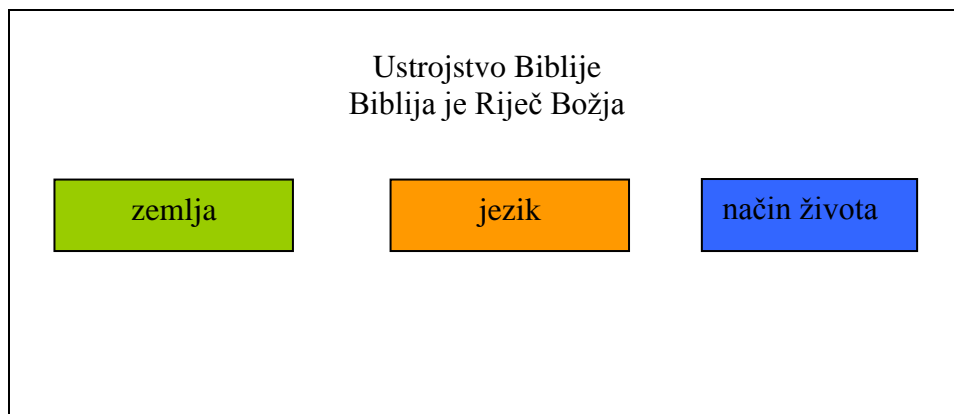 Ustrojstvo Biblije
Biblija je Riječ Božja
zemlja
jezik
način života